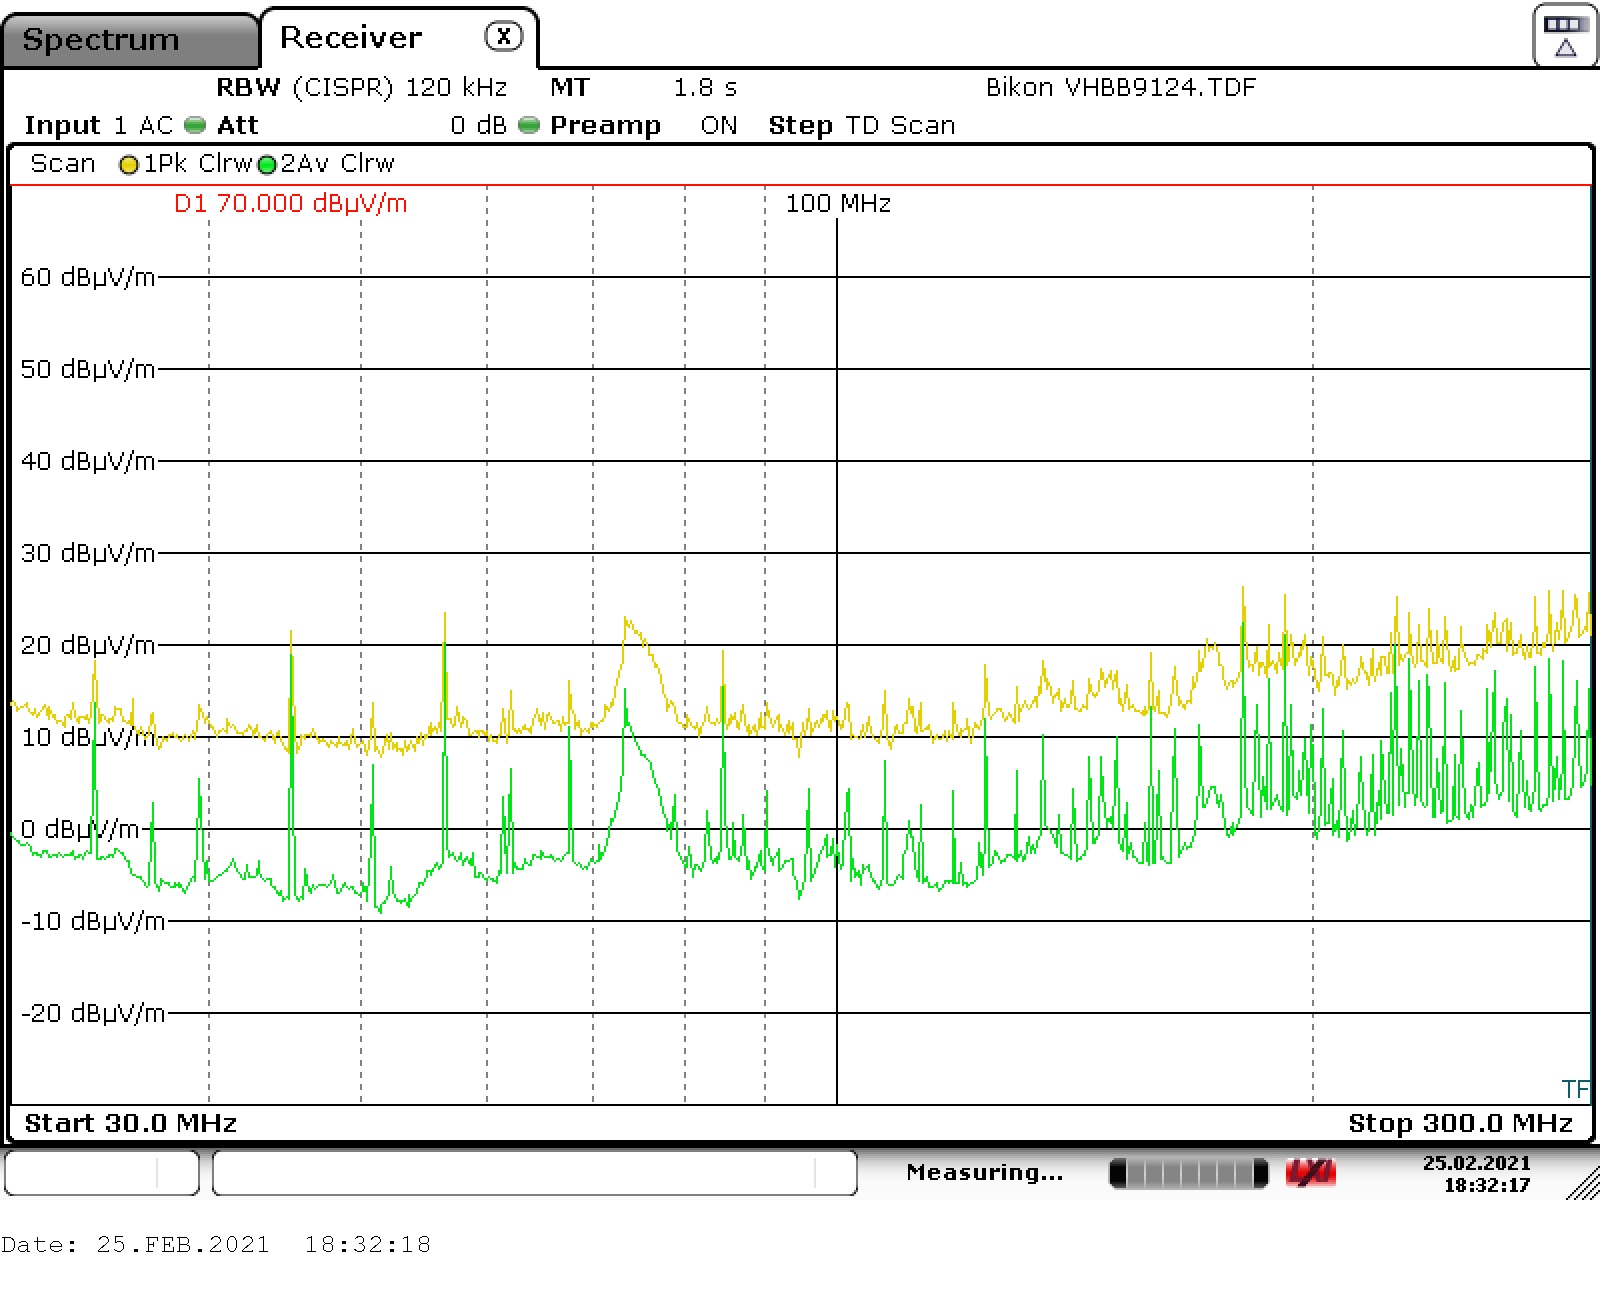 Spectrum Receiver X
RBW (CISPR) 120 kHz MT 1.8 s Bikon VHBB9124.TDF
Input 1 AC Att 0 dB Preamp ON Step TD Scan
Scan 1Pk Clrw 2Av Clrw
D1 70.000 dBµV/m 100 MHz
60 dBµV/m
50 dBµV/m
40 dBµV/m
30 dBµV/m
20 dBµV/m
10 dBµV/m
0 dBµV/m
-10 dBµV/m
-20 dBµV/m
TF
Start 30.0 MHz Stop 300.0 MHz
Measuring... LXI 25.02.2021
18:32:17
Date: 25.FEB.2021 18:32:18